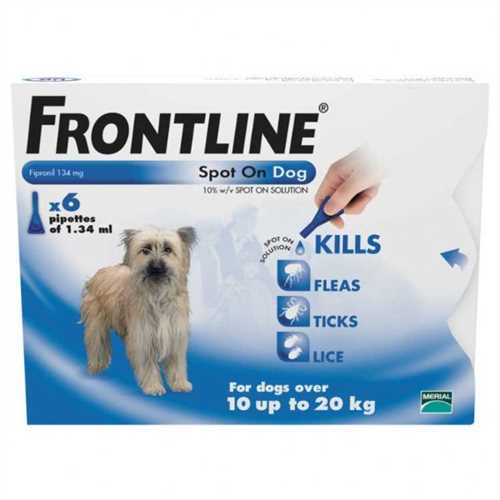 FRONTLINE®
Spot On Dog
Fipronil 134 mg
10% w/v SPOT ON SOLUTION
x6
pipettes
of 1.34 ml
SPOT ON
SOLUTION
KILLS
FLEAS
TICKS
LICE
For dogs over
10 up to 20 kg
MERIAL